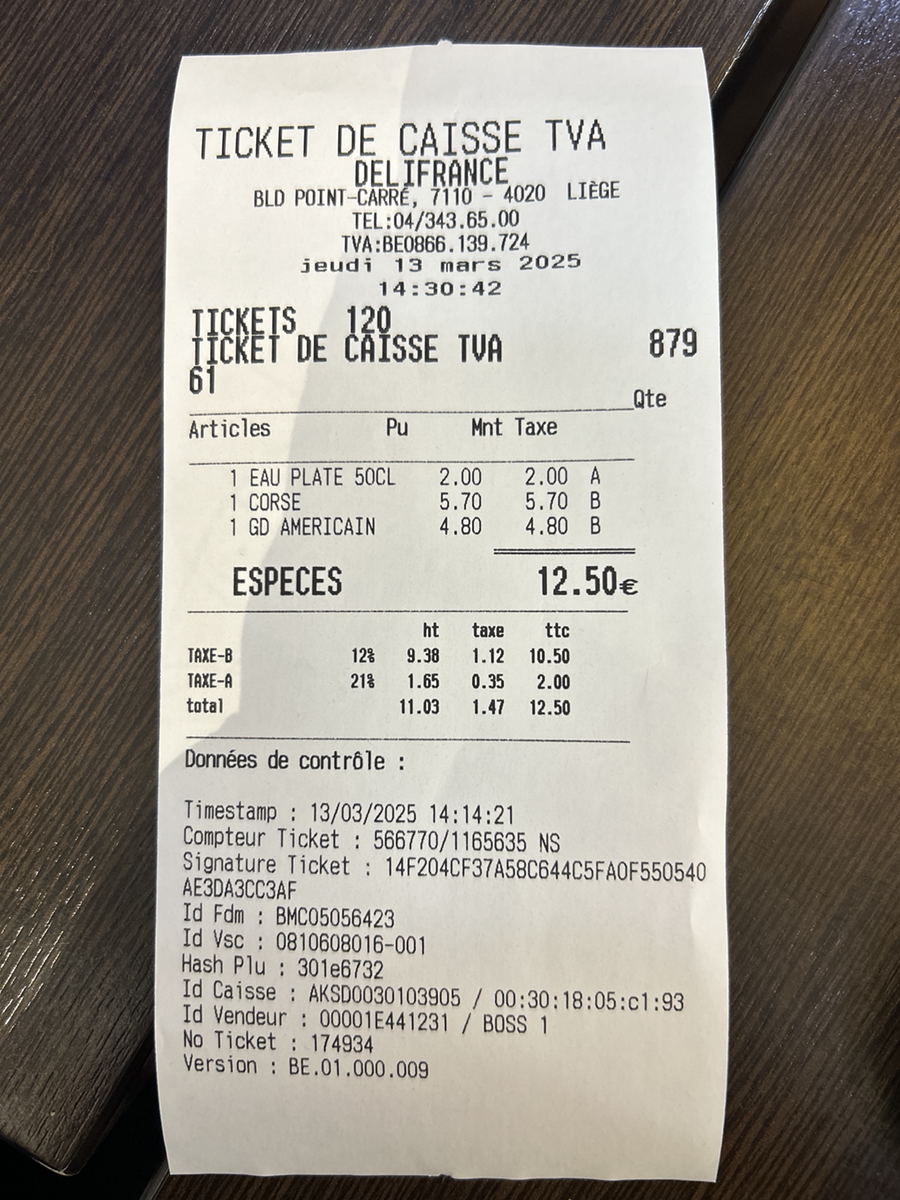 TICKET DE CAISSE TVA
DELIFRANCE
BLD POINT-CARRÉ, 7110 - 4020 LIÈGE
TEL:04/343.65.00
TVA:BE0866.139.724
jeudi 13 mars 2025
14:30:42
TICKETS 120
TICKET DE CAISSE TVA 879
61
Qte
Articles Pu Mnt Taxe
1 EAU PLATE 50CL 2.00 2.00 A
1 CORSE 5.70 5.70 B
1 GD AMERICAIN 4.80 4.80 B
ESPECES 12.50€
ht taxe ttc
TAXE-B 12% 9.38 1.12 10.50
TAXE-A 21% 1.65 0.35 2.00
total 11.03 1.47 12.50
Données de contrôle :
Timestamp : 13/03/2025 14:14:21
Compteur Ticket : 566770/1165635 NS
Signature Ticket : 14F204CF37A58C644C5FA0F550540
AE3DA3CC3AF
Id Fdm : BMC05056423
Id Vsc : 0810608016-001
Hash Plu : 301e6732
Id Caisse : AKSD0030103905 / 00:30:18:05:c1:93
Id Vendeur : 00001E441231 / BOSS 1
No Ticket : 174934
Version : BE.01.000.009